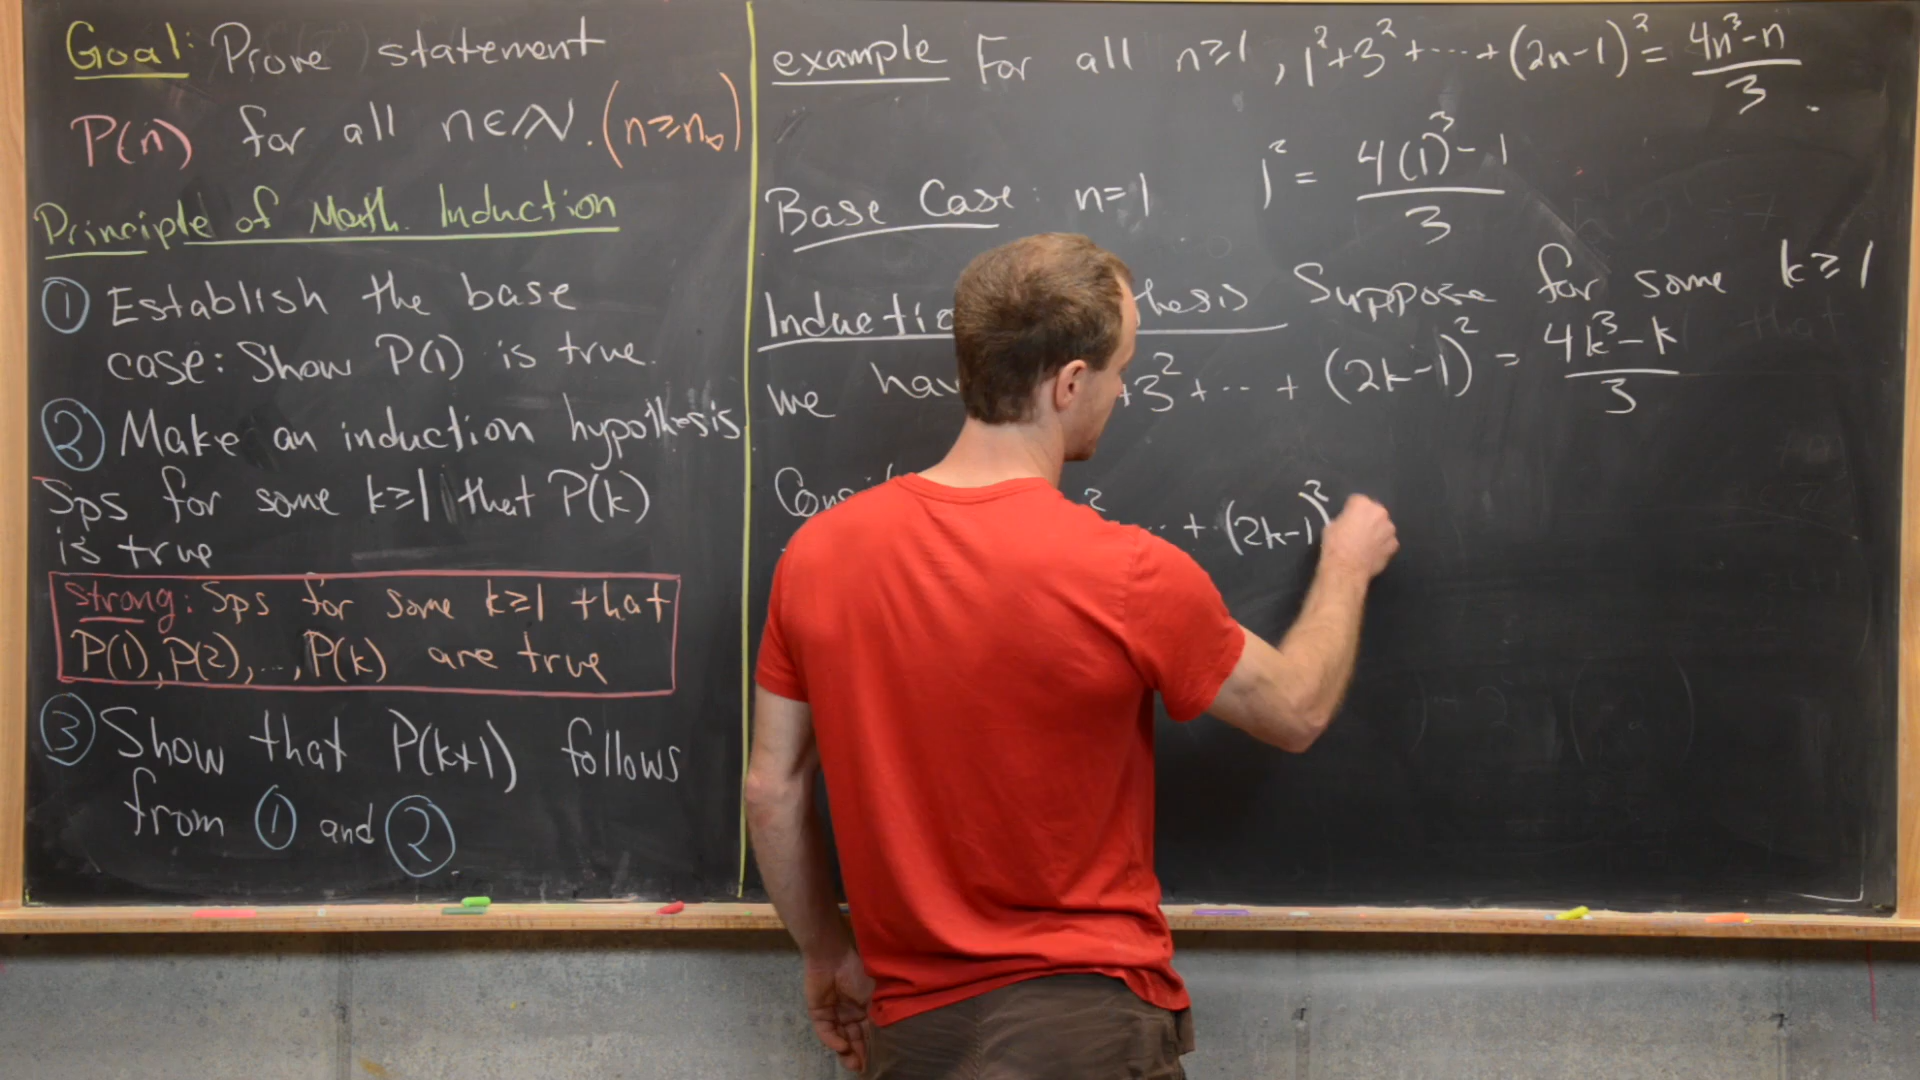 Goal: Prove statement
P(n) for all n∈ℕ. (n≥n₀)
Principle of Math. Induction
① Establish the base
case: Show P(1) is true.
② Make an induction hypothesis
Sps for some k≥1 that P(k)
is true
Strong: Sps for some k≥1 that
P(1), P(2), ..., P(k) are true
③ Show that P(k+1) follows
from ① and ②
example For all n≥1, 1²+3²+⋯+(2n-1)² = (4n³-n)/3.
Base Case: n=1 1² = (4(1)³-1)/3
Suppose for some k≥1
we +3²+⋯+(2k-1)² = (4k³-k)/3
+ (2k-1)²